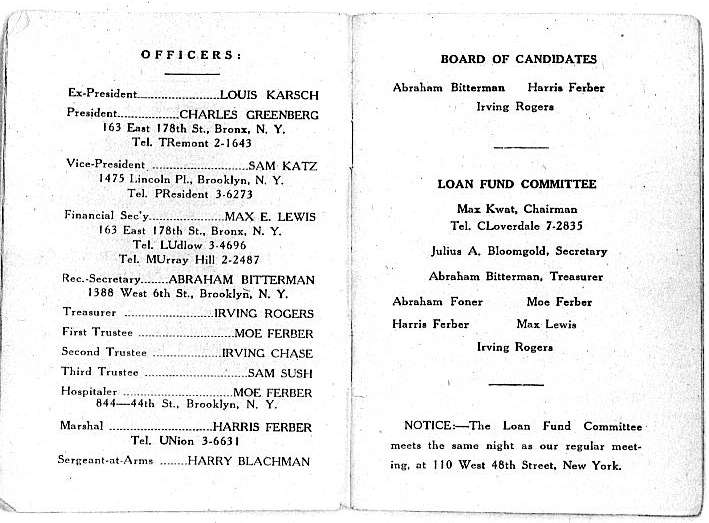 OFFICERS:
Ex-President........................LOUIS KARSCH
President..................CHARLES GREENBERG
163 East 178th St., Bronx, N. Y.
Tel. TRemont 2-1643
Vice-President ............................SAM KATZ
1475 Lincoln Pl., Brooklyn, N. Y.
Tel. PResident 3-6273
Financial Sec'y......................MAX E. LEWIS
163 East 178th St., Bronx, N. Y.
Tel. LUdlow 3-4696
Tel. MUrray Hill 2-2487
Rec.-Secretary........ABRAHAM BITTERMAN
1388 West 6th St., Brooklyn, N. Y.
Treasurer ..........................IRVING ROGERS
First Trustee ............................MOE FERBER
Second Trustee ....................IRVING CHASE
Third Trustee ..............................SAM SUSH
Hospitaler ................................MOE FERBER
844—44th St., Brooklyn, N. Y.
Marshal ..............................HARRIS FERBER
Tel. UNion 3-6631
Sergeant-at-Arms ........HARRY BLACHMAN
BOARD OF CANDIDATES
Abraham Bitterman Harris Ferber
Irving Rogers
LOAN FUND COMMITTEE
Max Kwat, Chairman
Tel. CLoverdale 7-2835
Julius A. Bloomgold, Secretary
Abraham Bitterman, Treasurer
Abraham Foner Moe Ferber
Harris Ferber Max Lewis
Irving Rogers
NOTICE:—The Loan Fund Committee
meets the same night as our regular meet-
ing, at 110 West 48th Street, New York.